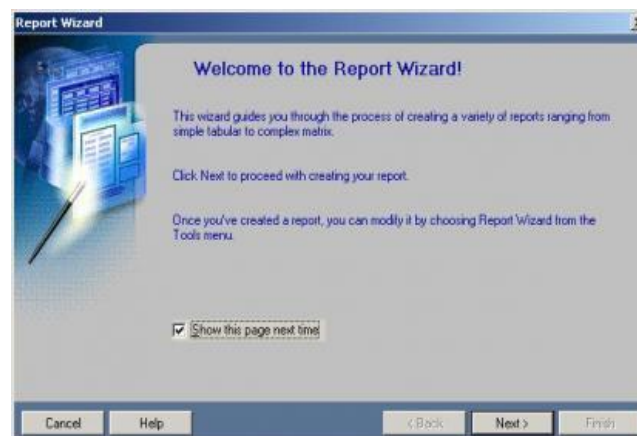 Report Wizard
Welcome to the Report Wizard!
This wizard guides you through the process of creating a variety of reports ranging from
simple tabular to complex matrix.
Click Next to proceed with creating your report.
Once you've created a report, you can modify it by choosing Report Wizard from the
Tools menu.
Show this page next time
Cancel Help < Back Next > Finish